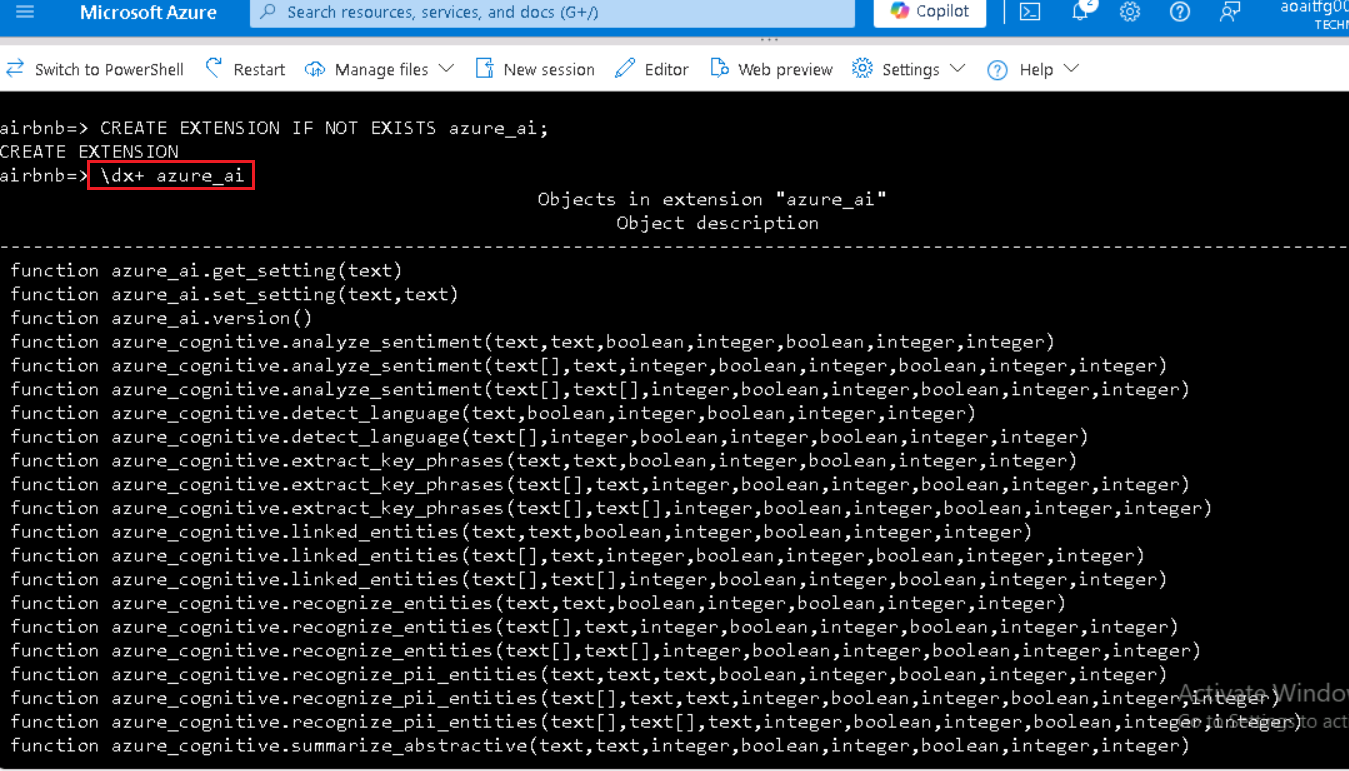 Microsoft Azure
Search resources, services, and docs (G+/)
Copilot
2
aoaitfg00
TECHN
Switch to PowerShell
Restart
Manage files
New session
Editor
Web preview
Settings
Help
airbnb=> CREATE EXTENSION IF NOT EXISTS azure_ai;
CREATE EXTENSION
airbnb=> \dx+ azure_ai
Objects in extension "azure_ai"
Object description
function azure_ai.get_setting(text)
function azure_ai.set_setting(text,text)
function azure_ai.version()
function azure_cognitive.analyze_sentiment(text,text,boolean,integer,boolean,integer,integer)
function azure_cognitive.analyze_sentiment(text[],text,integer,boolean,integer,boolean,integer,integer)
function azure_cognitive.analyze_sentiment(text[],text[],integer,boolean,integer,boolean,integer,integer)
function azure_cognitive.detect_language(text,boolean,integer,boolean,integer,integer)
function azure_cognitive.detect_language(text[],integer,boolean,integer,boolean,integer,integer)
function azure_cognitive.extract_key_phrases(text,text,boolean,integer,boolean,integer,integer)
function azure_cognitive.extract_key_phrases(text[],text,integer,boolean,integer,boolean,integer,integer)
function azure_cognitive.extract_key_phrases(text[],text[],integer,boolean,integer,boolean,integer,integer)
function azure_cognitive.linked_entities(text,text,boolean,integer,boolean,integer,integer)
function azure_cognitive.linked_entities(text[],text,integer,boolean,integer,boolean,integer,integer)
function azure_cognitive.linked_entities(text[],text[],integer,boolean,integer,boolean,integer,integer)
function azure_cognitive.recognize_entities(text,text,boolean,integer,boolean,integer,integer)
function azure_cognitive.recognize_entities(text[],text,integer,boolean,integer,boolean,integer,integer)
function azure_cognitive.recognize_entities(text[],text[],integer,boolean,integer,boolean,integer,integer)
function azure_cognitive.recognize_pii_entities(text,text,text,boolean,integer,boolean,integer,integer)
function azure_cognitive.recognize_pii_entities(text[],text,text,integer,boolean,integer,boolean,integer,integer)
function azure_cognitive.recognize_pii_entities(text[],text[],text,integer,boolean,integer,boolean,integer,integer)
function azure_cognitive.summarize_abstractive(text,text,integer,boolean,integer,boolean,integer,integer)
Activate Window
Go to Settings to act